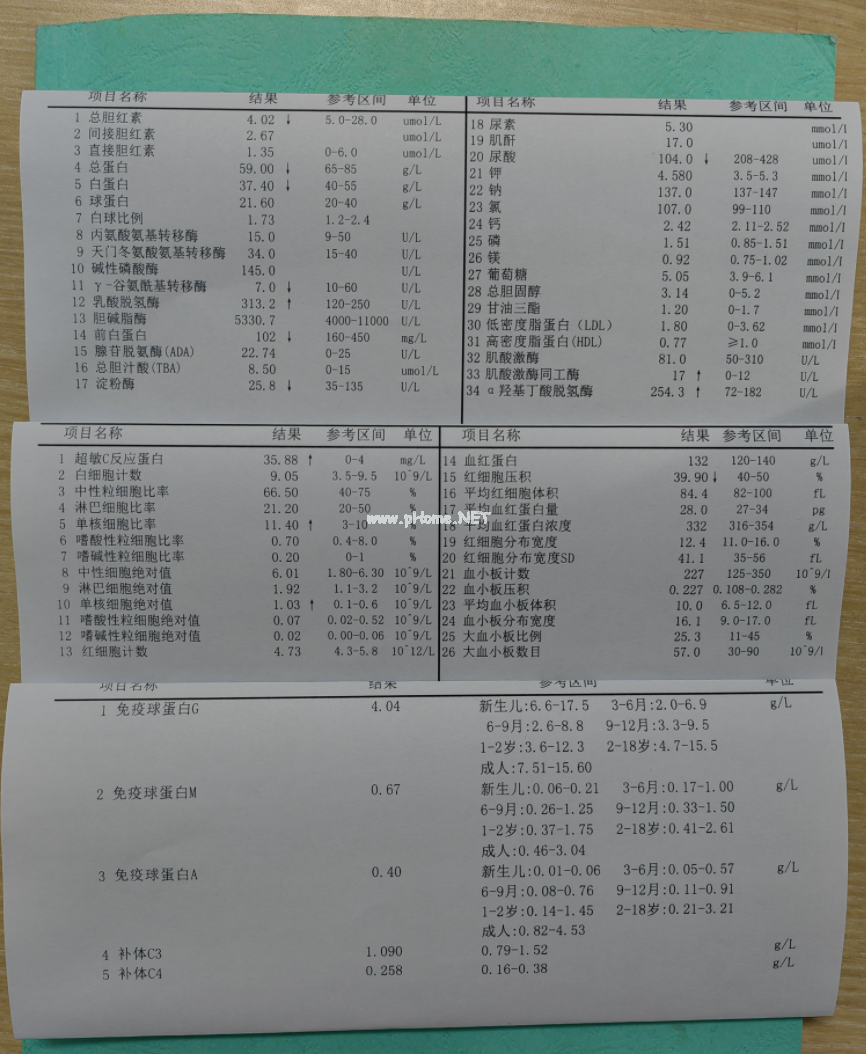 项目名称 结果 参考区间 单位
1 总胆红素 4.02 ↓ 5.0-28.0 umol/L
2 间接胆红素 2.67 umol/L
3 直接胆红素 1.35 0-6.0 umol/L
4 总蛋白 59.00 ↓ 65-85 g/L
5 白蛋白 37.40 ↓ 40-55 g/L
6 球蛋白 21.60 20-40 g/L
7 白球比例 1.73 1.2-2.4
8 丙氨酸氨基转移酶 15.0 9-50 U/L
9 天门冬氨酸氨基转移酶 34.0 15-40 U/L
10 碱性磷酸酶 145.0 U/L
11 γ-谷氨酰基转移酶 7.0 ↓ 10-60 U/L
12 乳酸脱氢酶 313.2 ↑ 120-250 U/L
13 胆碱脂酶 5330.7 4000-11000 U/L
14 前白蛋白 102 ↓ 160-450 mg/L
15 腺苷脱氨酶(ADA) 22.74 0-25 U/L
16 总胆汁酸(TBA) 8.50 0-15 umol/L
17 淀粉酶 25.8 ↓ 35-135 U/L
项目名称 结果 参考区间 单位
18 尿素 5.30 mmol/l
19 肌酐 17.0 umol/l
20 尿酸 104.0 ↓ 208-428 umol/l
21 钾 4.580 3.5-5.3 mmol/l
22 钠 137.0 137-147 mmol/l
23 氯 107.0 99-110 mmol/l
24 钙 2.42 2.11-2.52 mmol/l
25 磷 1.51 0.85-1.51 mmol/l
26 镁 0.92 0.75-1.02 mmol/l
27 葡萄糖 5.05 3.9-6.1 mmol/l
28 总胆固醇 3.14 0-5.2 mmol/l
29 甘油三酯 1.20 0-1.7 mmol/l
30 低密度脂蛋白 (LDL) 1.80 0-3.62 mmol/l
31 高密度脂蛋白(HDL) 0.77 ≥1.0 mmol/l
32 肌酸激酶 81.0 50-310 U/L
33 肌酸激酶同工酶 17 ↑ 0-12 U/L
34 α羟基丁酸脱氢酶 254.3 ↑ 72-182 U/L
项目名称 结果 参考区间 单位
1 超敏C反应蛋白 35.88 ↑ 0-4 mg/L
2 白细胞计数 9.05 3.5-9.5 10^9/L
3 中性粒细胞比率 66.50 40-75 %
4 淋巴细胞比率 21.20 20-50 %
5 单核细胞比率 11.40 ↑ 3-10 %
6 嗜酸性粒细胞比率 0.70 0.4-8.0 %
7 嗜碱性粒细胞比率 0.20 0-1 %
8 中性细胞绝对值 6.01 1.80-6.30 10^9/L
9 淋巴细胞绝对值 1.92 1.1-3.2 10^9/L
10 单核细胞绝对值 1.03 ↑ 0.1-0.6 10^9/L
11 嗜酸性粒细胞绝对值 0.07 0.02-0.52 10^9/L
12 嗜碱性粒细胞绝对值 0.02 0.00-0.06 10^9/L
13 红细胞计数 4.73 4.3-5.8 10^12/L
项目名称 结果 参考区间 单位
14 血红蛋白 132 120-140 g/L
15 红细胞压积 39.90 ↓ 40-50 %
16 平均红细胞体积 84.4 82-100 fL
17 平均血红蛋白量 28.0 27-34 pg
18 平均血红蛋白浓度 332 316-354 g/L
19 红细胞分布宽度 12.4 11.0-16.0 %
20 红细胞分布宽度SD 41.1 35-56 fL
21 血小板计数 227 125-350 10^9/l
22 血小板压积 0.227 0.108-0.282 %
23 平均血小板体积 10.0 6.5-12.0 fL
24 血小板分布宽度 16.1 9.0-17.0 fL
25 大血小板比例 25.3 11-45 %
26 大血小板数目 57.0 30-90 10^9/l
www.pHome.NET
项目名称 结果 参考区间 单位
1 免疫球蛋白G 4.04 新生儿:6.6-17.5 3-6月:2.0-6.9 g/L
6-9月:2.6-8.8 9-12月:3.3-9.5
1-2岁:3.6-12.3 2-18岁:4.7-15.5
成人:7.51-15.60
2 免疫球蛋白M 0.67 新生儿:0.06-0.21 3-6月:0.17-1.00 g/L
6-9月:0.26-1.25 9-12月:0.33-1.50
1-2岁:0.37-1.75 2-18岁:0.41-2.61
成人:0.46-3.04
3 免疫球蛋白A 0.40 新生儿:0.01-0.06 3-6月:0.05-0.57 g/L
6-9月:0.08-0.76 9-12月:0.11-0.91
1-2岁:0.14-1.45 2-18岁:0.21-3.21
成人:0.82-4.53
4 补体C3 1.090 0.79-1.52 g/L
5 补体C4 0.258 0.16-0.38 g/L